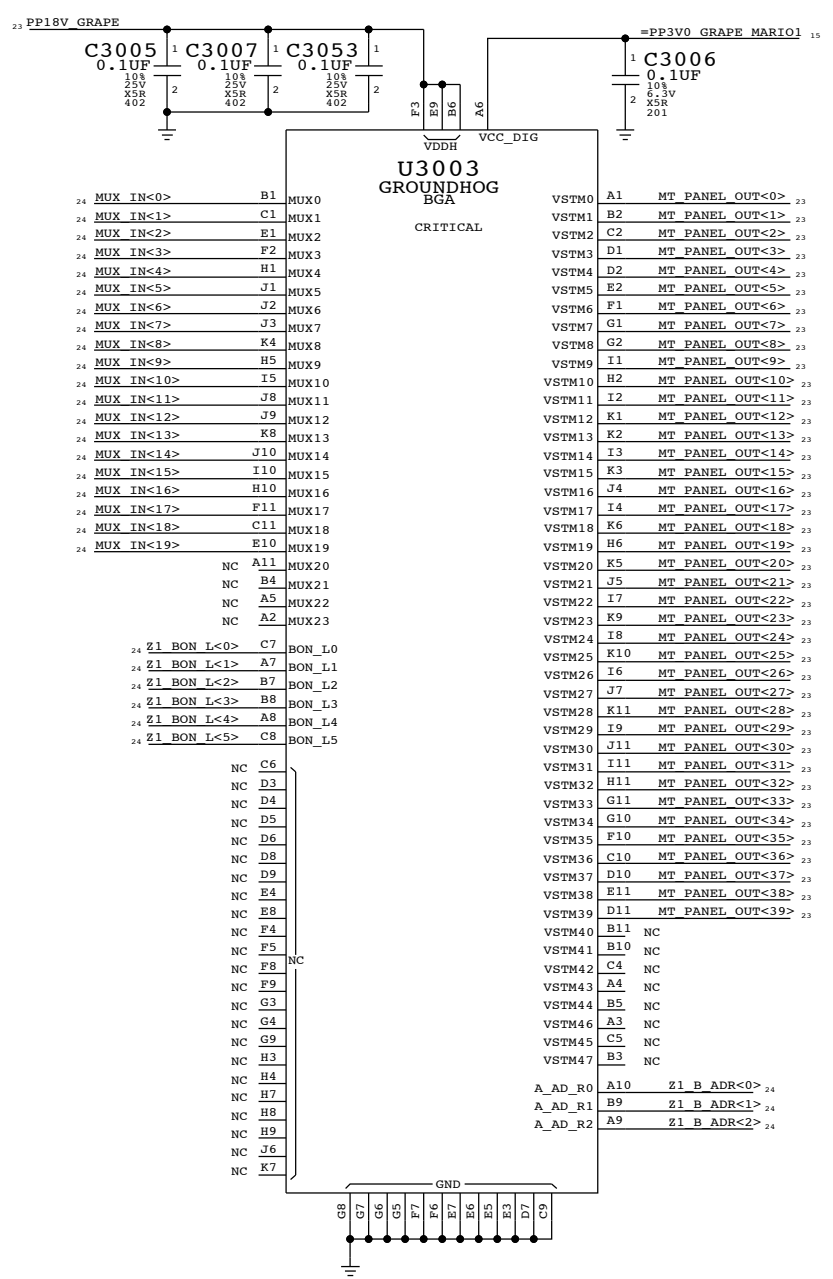 23 PP18V_GRAPE
=PP3V0_GRAPE_MARIO1 15
C3005 1
0.1UF
10%
25V
X5R
402
2
C3007 1
0.1UF
10%
25V
X5R
402
2
C3053 1
0.1UF
10%
25V
X5R
402
2
1 C3006
0.1UF
10%
6.3V
X5R
201
2
F3 E9 B6 A6
VDDH
VCC_DIG
U3003
GROUNDHOG
BGA
CRITICAL
24 MUX_IN<0> B1 MUX0
24 MUX_IN<1> C1 MUX1
24 MUX_IN<2> E1 MUX2
24 MUX_IN<3> F2 MUX3
24 MUX_IN<4> H1 MUX4
24 MUX_IN<5> J1 MUX5
24 MUX_IN<6> J2 MUX6
24 MUX_IN<7> J3 MUX7
24 MUX_IN<8> K4 MUX8
24 MUX_IN<9> H5 MUX9
24 MUX_IN<10> I5 MUX10
24 MUX_IN<11> J8 MUX11
24 MUX_IN<12> J9 MUX12
24 MUX_IN<13> K8 MUX13
24 MUX_IN<14> J10 MUX14
24 MUX_IN<15> I10 MUX15
24 MUX_IN<16> H10 MUX16
24 MUX_IN<17> F11 MUX17
24 MUX_IN<18> C11 MUX18
24 MUX_IN<19> E10 MUX19
NC A11 MUX20
NC B4 MUX21
NC A5 MUX22
NC A2 MUX23
24 Z1_BON_L<0> C7 BON_L0
24 Z1_BON_L<1> A7 BON_L1
24 Z1_BON_L<2> B7 BON_L2
24 Z1_BON_L<3> B8 BON_L3
24 Z1_BON_L<4> A8 BON_L4
24 Z1_BON_L<5> C8 BON_L5
NC C6
NC D3
NC D4
NC D5
NC D6
NC D8
NC D9
NC E4
NC E8
NC F4
NC F5
NC F8
NC F9
NC G3
NC G4
NC G9
NC H3
NC H4
NC H7
NC H8
NC H9
NC J6
NC K7
NC
VSTM0 A1 MT_PANEL_OUT<0> 23
VSTM1 B2 MT_PANEL_OUT<1> 23
VSTM2 C2 MT_PANEL_OUT<2> 23
VSTM3 D1 MT_PANEL_OUT<3> 23
VSTM4 D2 MT_PANEL_OUT<4> 23
VSTM5 E2 MT_PANEL_OUT<5> 23
VSTM6 F1 MT_PANEL_OUT<6> 23
VSTM7 G1 MT_PANEL_OUT<7> 23
VSTM8 G2 MT_PANEL_OUT<8> 23
VSTM9 I1 MT_PANEL_OUT<9> 23
VSTM10 H2 MT_PANEL_OUT<10> 23
VSTM11 I2 MT_PANEL_OUT<11> 23
VSTM12 K1 MT_PANEL_OUT<12> 23
VSTM13 K2 MT_PANEL_OUT<13> 23
VSTM14 I3 MT_PANEL_OUT<14> 23
VSTM15 K3 MT_PANEL_OUT<15> 23
VSTM16 J4 MT_PANEL_OUT<16> 23
VSTM17 I4 MT_PANEL_OUT<17> 23
VSTM18 K6 MT_PANEL_OUT<18> 23
VSTM19 H6 MT_PANEL_OUT<19> 23
VSTM20 K5 MT_PANEL_OUT<20> 23
VSTM21 J5 MT_PANEL_OUT<21> 23
VSTM22 I7 MT_PANEL_OUT<22> 23
VSTM23 K9 MT_PANEL_OUT<23> 23
VSTM24 I8 MT_PANEL_OUT<24> 23
VSTM25 K10 MT_PANEL_OUT<25> 23
VSTM26 I6 MT_PANEL_OUT<26> 23
VSTM27 J7 MT_PANEL_OUT<27> 23
VSTM28 K11 MT_PANEL_OUT<28> 23
VSTM29 I9 MT_PANEL_OUT<29> 23
VSTM30 J11 MT_PANEL_OUT<30> 23
VSTM31 I11 MT_PANEL_OUT<31> 23
VSTM32 H11 MT_PANEL_OUT<32> 23
VSTM33 G11 MT_PANEL_OUT<33> 23
VSTM34 G10 MT_PANEL_OUT<34> 23
VSTM35 F10 MT_PANEL_OUT<35> 23
VSTM36 C10 MT_PANEL_OUT<36> 23
VSTM37 D10 MT_PANEL_OUT<37> 23
VSTM38 E11 MT_PANEL_OUT<38> 23
VSTM39 D11 MT_PANEL_OUT<39> 23
VSTM40 B11 NC
VSTM41 B10 NC
VSTM42 C4 NC
VSTM43 A4 NC
VSTM44 B5 NC
VSTM46 A3 NC
VSTM45 C5 NC
VSTM47 B3 NC
A_AD_R0 A10 Z1_B_ADR<0> 24
A_AD_R1 B9 Z1_B_ADR<1> 24
A_AD_R2 A9 Z1_B_ADR<2> 24
GND
G8 G7 G6 G5 F7 F6 E7 E6 E5 E3 D7 C9